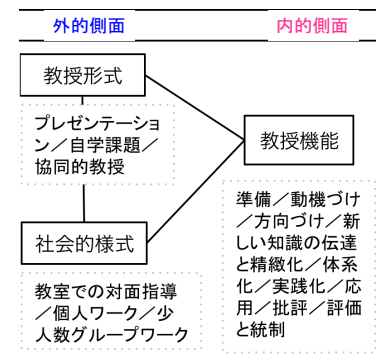 外的側面
内的側面
教授形式
プレゼンテーショ
ン／自学課題／
協同的教授
教授機能
準備／動機づけ
／方向づけ／新
しい知識の伝達
と精緻化／体系
化／実践化／応
用／批評／評価
と統制
社会的様式
教室での対面指導
／個人ワーク／少
人数グループワーク